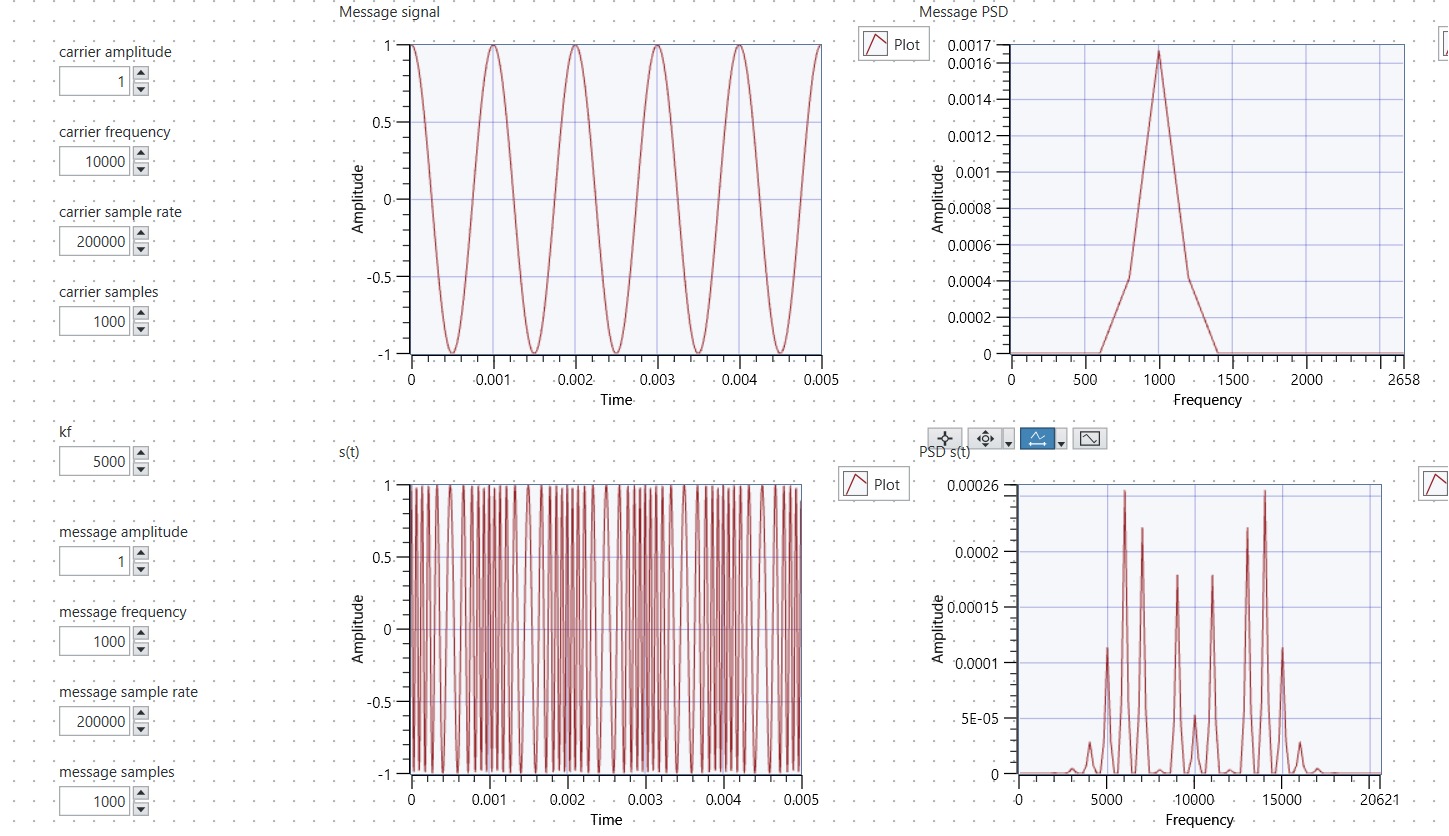 Message signal
Message PSD
carrier amplitude
1
carrier frequency
10000
carrier sample rate
200000
carrier samples
1000
Plot
Amplitude
1
0.5
0
-0.5
-1
0 0.001 0.002 0.003 0.004 0.005
Time
Amplitude
0.0017
0.0016
0.0014
0.0012
0.001
0.0008
0.0006
0.0004
0.0002
0
0 500 1000 1500 2000 2658
Frequency
kf
5000
message amplitude
1
message frequency
1000
message sample rate
200000
message samples
1000
s(t)
Plot
Amplitude
1
0.5
0
-0.5
-1
0 0.001 0.002 0.003 0.004 0.005
Time
PSD s(t)
Amplitude
0.00026
0.0002
0.00015
0.0001
5E-05
0
0 5000 10000 15000 20621
Frequency